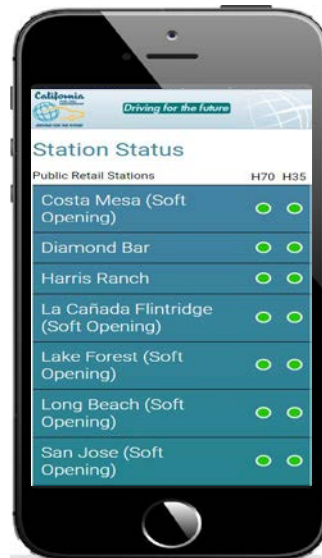 California
Driving for the future
Station Status
Public Retail Stations H70 H35
Costa Mesa (Soft
Opening)
Diamond Bar
Harris Ranch
La Cañada Flintridge
(Soft Opening)
Lake Forest (Soft
Opening)
Long Beach (Soft
Opening)
San Jose (Soft
Opening)